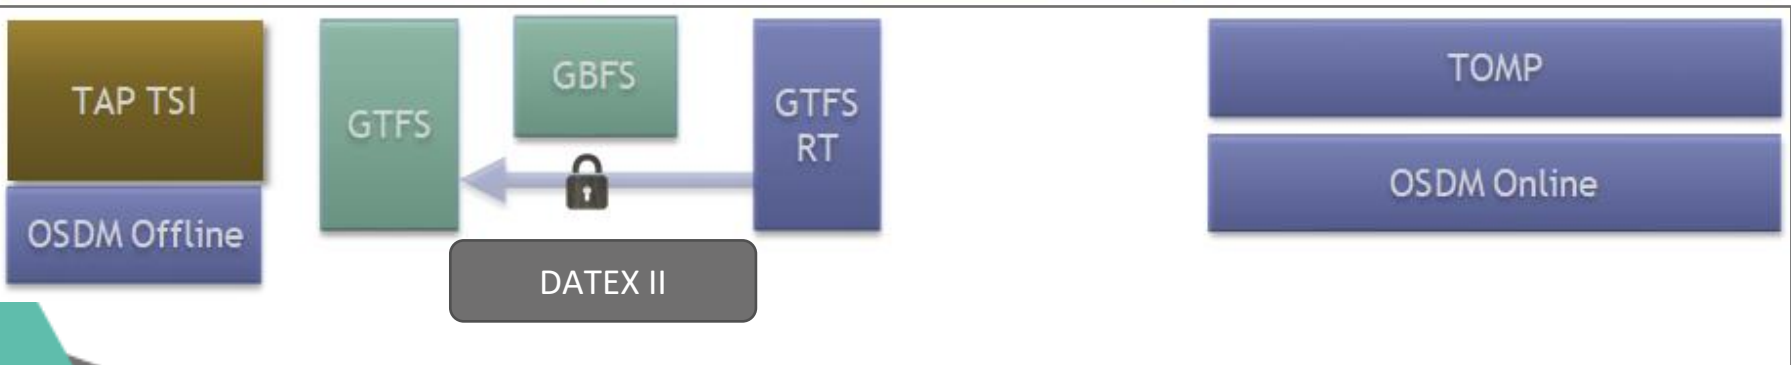 TAP TSI
OSDM Offline
GTFS
GBFS
GTFS
RT
DATEX II
TOMP
OSDM Online